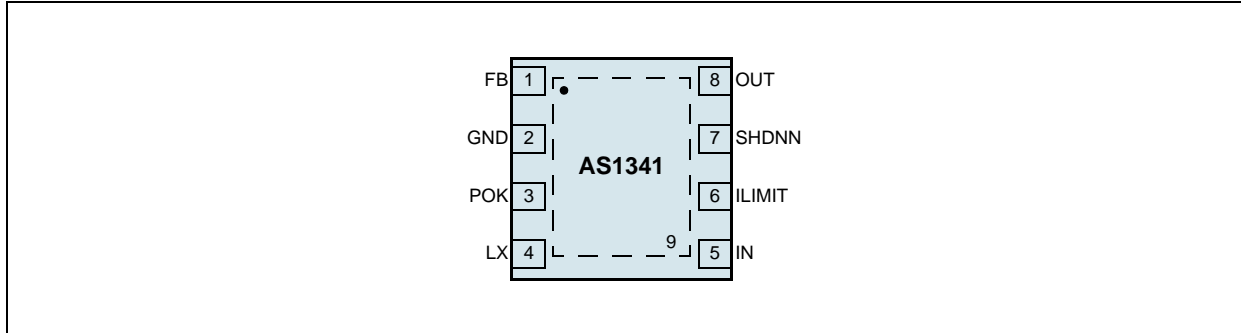 FB 1 8 OUT
GND 2 7 SHDNN
AS1341
POK 3 6 ILIMIT
9
LX 4 5 IN